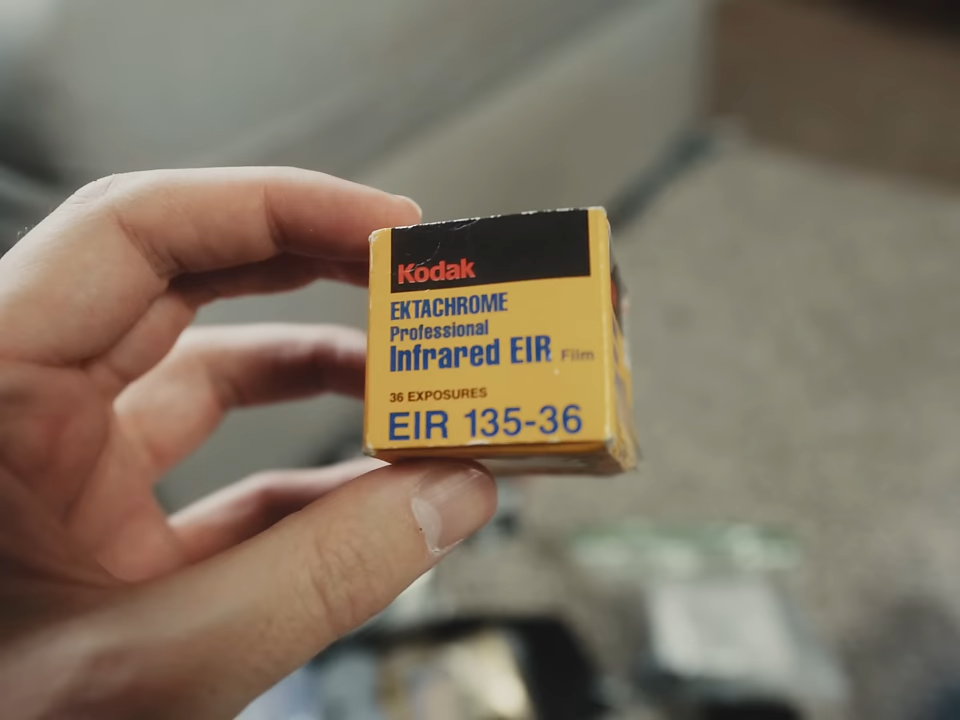 Kodak
EKTACHROME
Professional
Infrared EIR Film
36 EXPOSURES
EIR 135-36